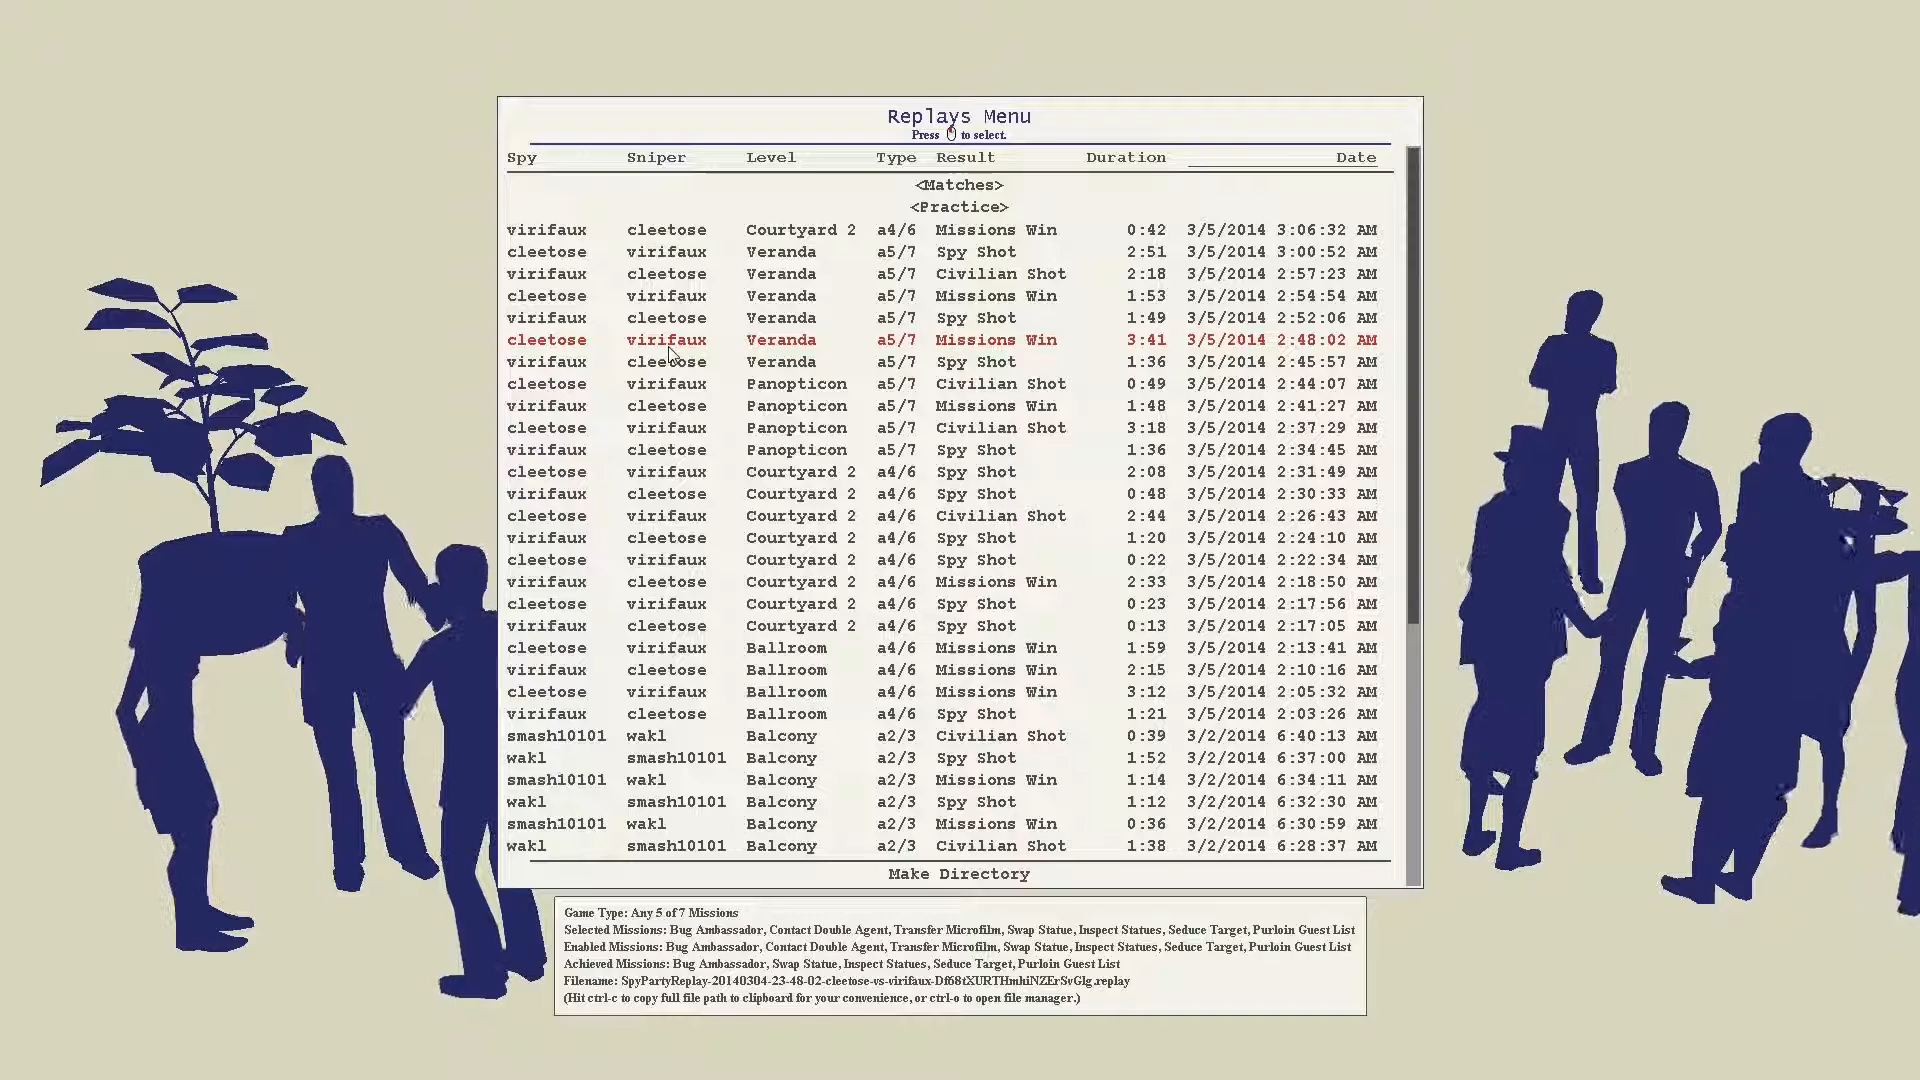 Replays Menu
Press to select.
Spy Sniper Level Type Result Duration Date
<Matches>
<Practice>
virifaux cleetose Courtyard 2 a4/6 Missions Win 0:42 3/5/2014 3:06:32 AM
cleetose virifaux Veranda a5/7 Spy Shot 2:51 3/5/2014 3:00:52 AM
virifaux cleetose Veranda a5/7 Civilian Shot 2:18 3/5/2014 2:57:23 AM
cleetose virifaux Veranda a5/7 Missions Win 1:53 3/5/2014 2:54:54 AM
virifaux cleetose Veranda a5/7 Spy Shot 1:49 3/5/2014 2:52:06 AM
cleetose virifaux Veranda a5/7 Missions Win 3:41 3/5/2014 2:48:02 AM
virifaux cleetose Veranda a5/7 Spy Shot 1:36 3/5/2014 2:45:57 AM
cleetose virifaux Panopticon a5/7 Civilian Shot 0:49 3/5/2014 2:44:07 AM
virifaux cleetose Panopticon a5/7 Missions Win 1:48 3/5/2014 2:41:27 AM
cleetose virifaux Panopticon a5/7 Civilian Shot 3:18 3/5/2014 2:37:29 AM
virifaux cleetose Panopticon a5/7 Spy Shot 1:36 3/5/2014 2:34:45 AM
cleetose virifaux Courtyard 2 a4/6 Spy Shot 2:08 3/5/2014 2:31:49 AM
virifaux cleetose Courtyard 2 a4/6 Spy Shot 0:48 3/5/2014 2:30:33 AM
cleetose virifaux Courtyard 2 a4/6 Civilian Shot 2:44 3/5/2014 2:26:43 AM
virifaux cleetose Courtyard 2 a4/6 Spy Shot 1:20 3/5/2014 2:24:10 AM
cleetose virifaux Courtyard 2 a4/6 Spy Shot 0:22 3/5/2014 2:22:34 AM
virifaux cleetose Courtyard 2 a4/6 Missions Win 2:33 3/5/2014 2:18:50 AM
cleetose virifaux Courtyard 2 a4/6 Spy Shot 0:23 3/5/2014 2:17:56 AM
virifaux cleetose Courtyard 2 a4/6 Spy Shot 0:13 3/5/2014 2:17:05 AM
cleetose virifaux Ballroom a4/6 Missions Win 1:59 3/5/2014 2:13:41 AM
virifaux cleetose Ballroom a4/6 Missions Win 2:15 3/5/2014 2:10:16 AM
cleetose virifaux Ballroom a4/6 Missions Win 3:12 3/5/2014 2:05:32 AM
virifaux cleetose Ballroom a4/6 Spy Shot 1:21 3/5/2014 2:03:26 AM
smash10101 wakl Balcony a2/3 Civilian Shot 0:39 3/2/2014 6:40:13 AM
wakl smash10101 Balcony a2/3 Spy Shot 1:52 3/2/2014 6:37:00 AM
smash10101 wakl Balcony a2/3 Missions Win 1:14 3/2/2014 6:34:11 AM
wakl smash10101 Balcony a2/3 Spy Shot 1:12 3/2/2014 6:32:30 AM
smash10101 wakl Balcony a2/3 Missions Win 0:36 3/2/2014 6:30:59 AM
wakl smash10101 Balcony a2/3 Civilian Shot 1:38 3/2/2014 6:28:37 AM
Make Directory
Game Type: Any 5 of 7 Missions
Selected Missions: Bug Ambassador, Contact Double Agent, Transfer Microfilm, Swap Statue, Inspect Statues, Seduce Target, Purloin Guest List
Enabled Missions: Bug Ambassador, Contact Double Agent, Transfer Microfilm, Swap Statue, Inspect Statues, Seduce Target, Purloin Guest List
Achieved Missions: Bug Ambassador, Swap Statue, Inspect Statues, Seduce Target, Purloin Guest List
Filename: SpyPartyReplay-20140304-23-48-02-cleetose-vs-virifaux-Df68tXURTHmhiNZErSvGlg.replay
(Hit ctrl-c to copy full file path to clipboard for your convenience, or ctrl-o to open file manager.)